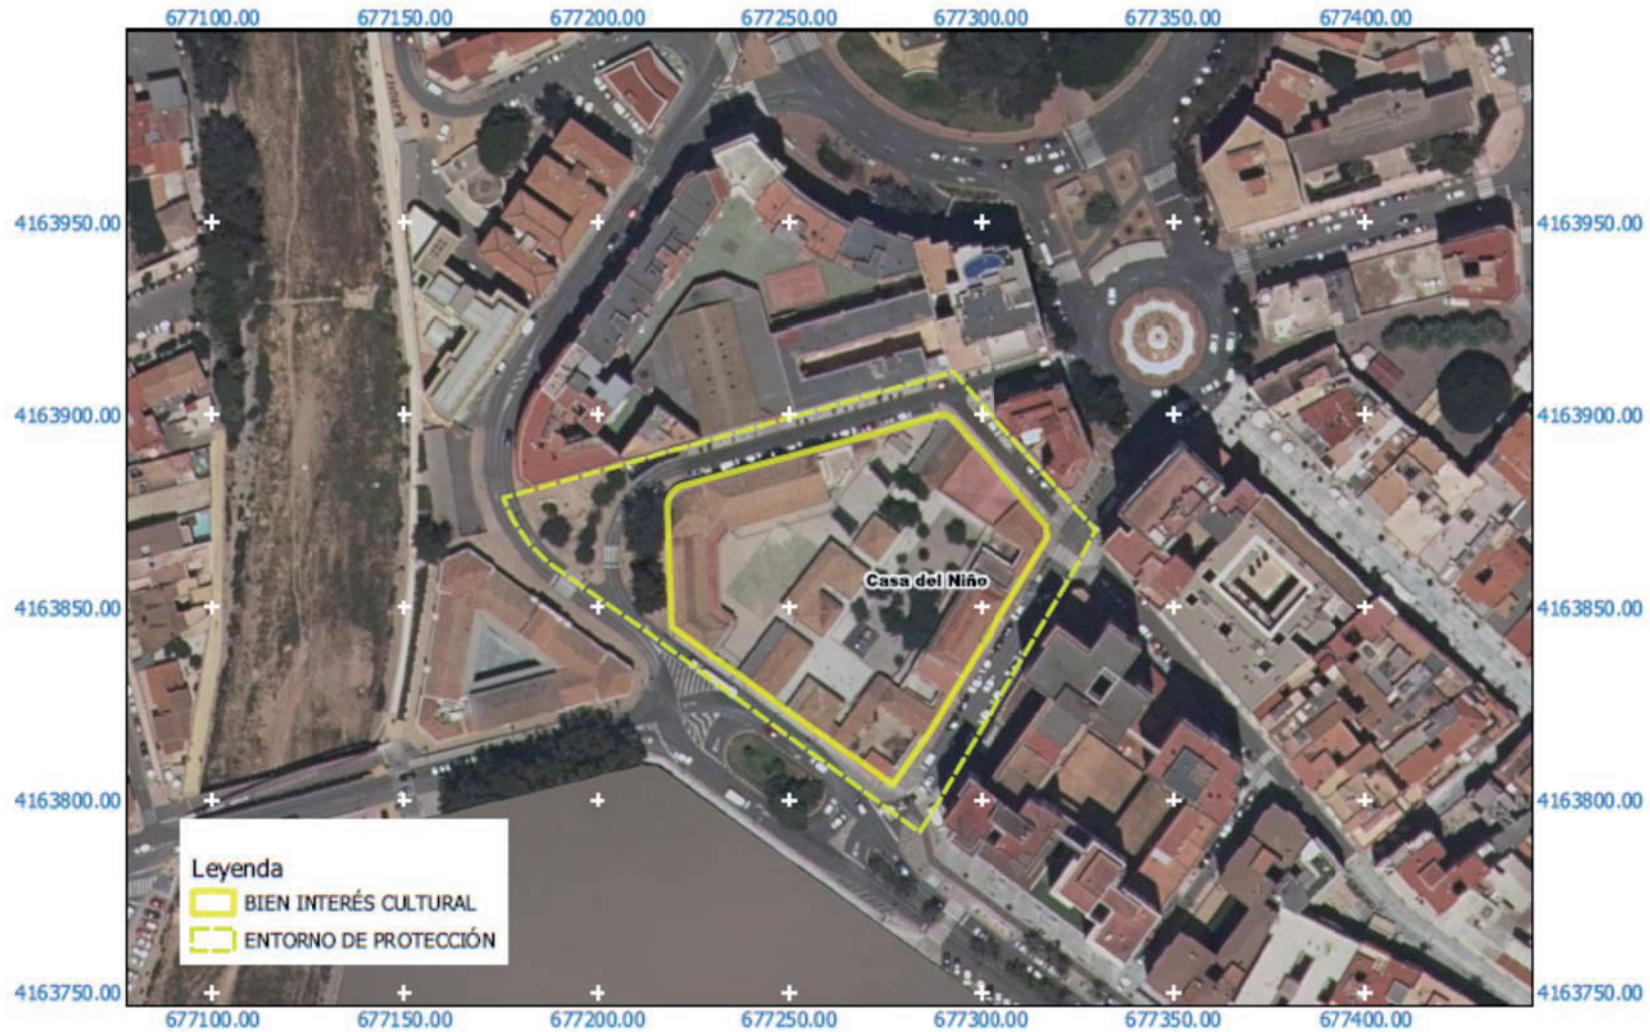 677100.00 677150.00 677200.00 677250.00 677300.00 677350.00 677400.00
4163950.00 4163950.00
4163900.00 4163900.00
Casa del Niño
4163850.00 4163850.00
4163800.00 4163800.00
Leyenda
BIEN INTERÉS CULTURAL
ENTORNO DE PROTECCIÓN
4163750.00 4163750.00
677100.00 677150.00 677200.00 677250.00 677300.00 677350.00 677400.00